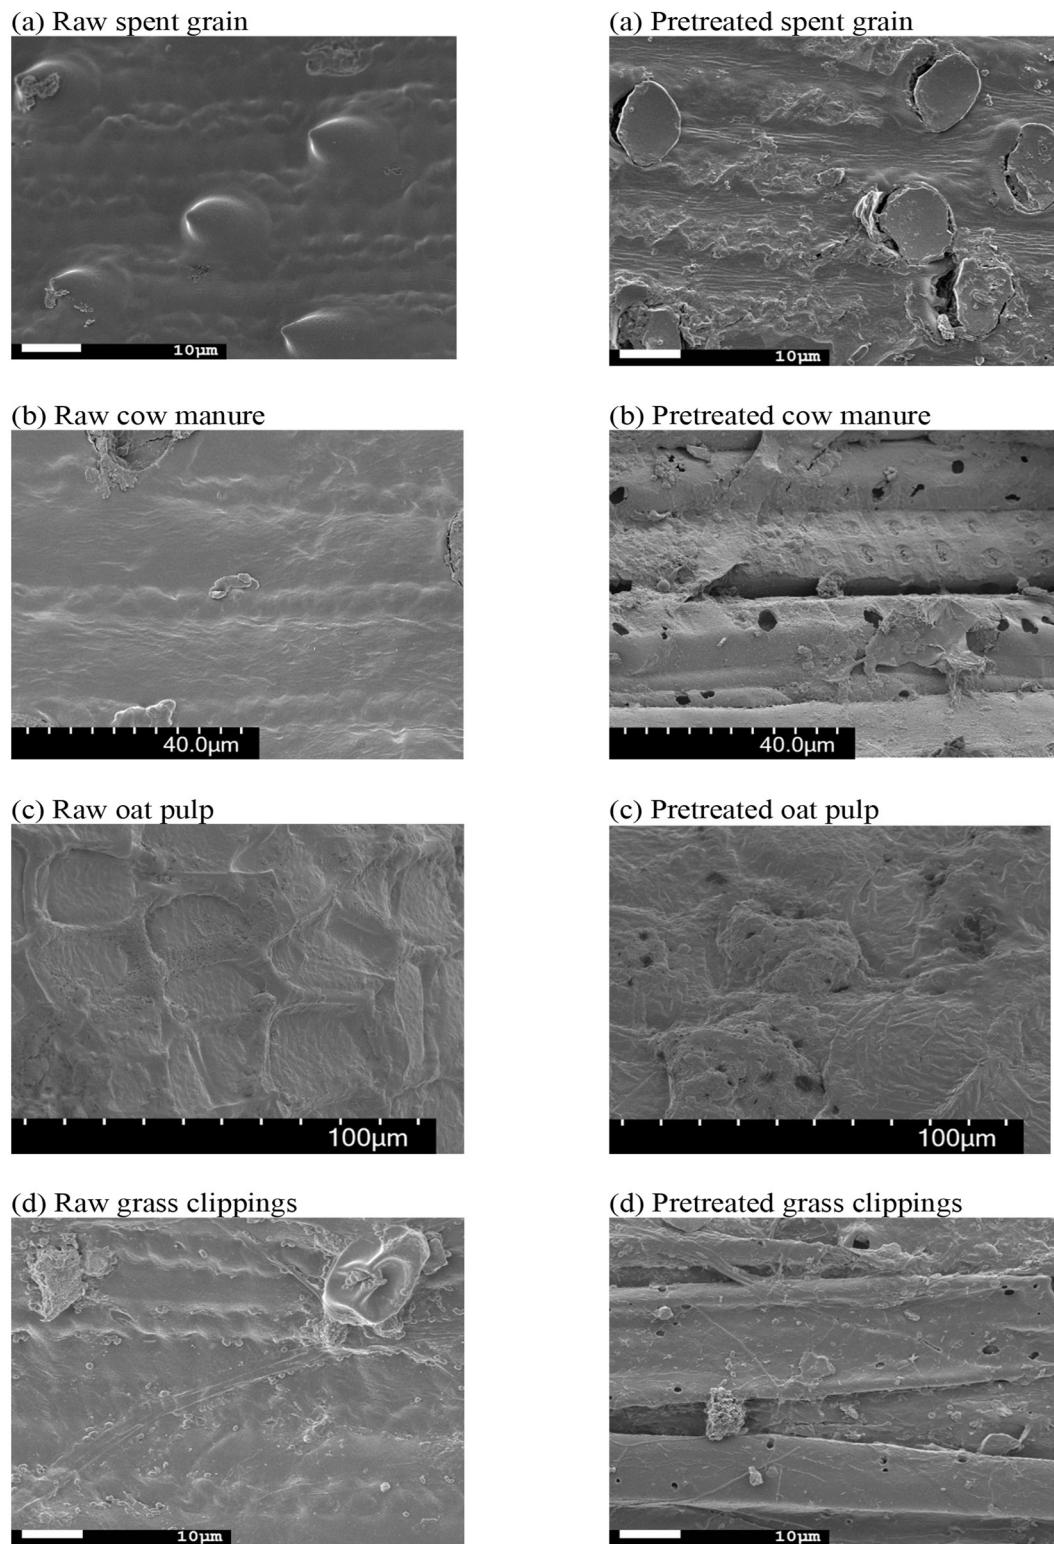 (a) Raw spent grain
(a) Pretreated spent grain
10µm
10µm
(b) Raw cow manure
(b) Pretreated cow manure
40.0µm
40.0µm
(c) Raw oat pulp
(c) Pretreated oat pulp
100µm
100µm
(d) Raw grass clippings
(d) Pretreated grass clippings
10µm
10µm